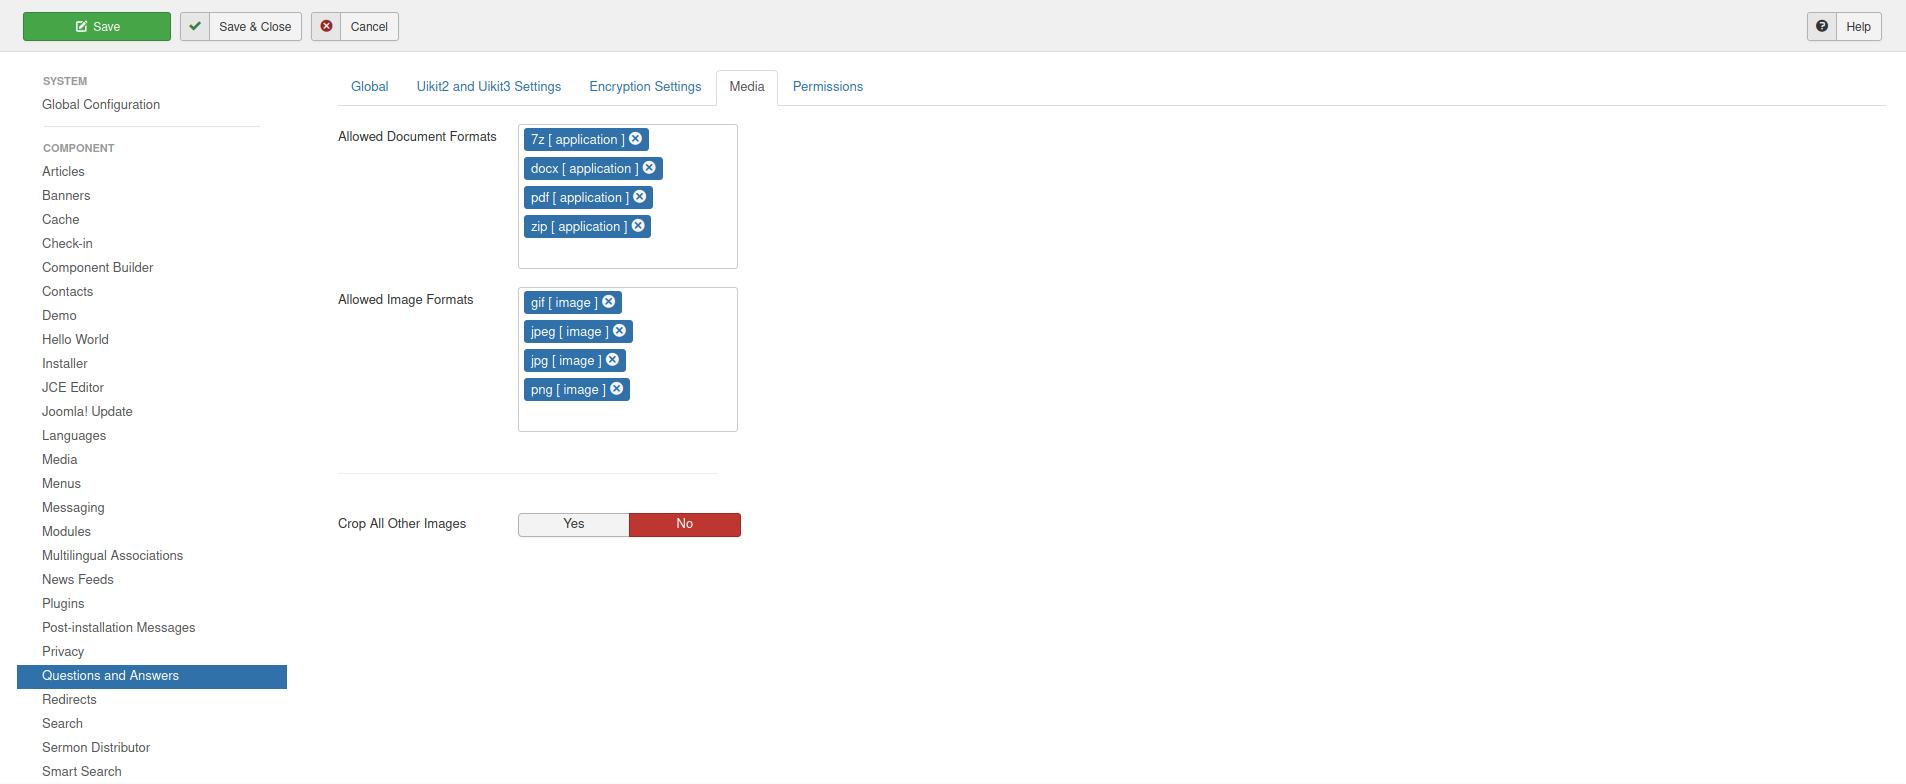 Save
Save & Close
Cancel
Help
SYSTEM
Global Configuration
COMPONENT
Articles
Banners
Cache
Check-in
Component Builder
Contacts
Demo
Hello World
Installer
JCE Editor
Joomla! Update
Languages
Media
Menus
Messaging
Modules
Multilingual Associations
News Feeds
Plugins
Post-installation Messages
Privacy
Questions and Answers
Redirects
Search
Sermon Distributor
Smart Search
Global
Uikit2 and Uikit3 Settings
Encryption Settings
Media
Permissions
Allowed Document Formats
7z [ application ]
docx [ application ]
pdf [ application ]
zip [ application ]
Allowed Image Formats
gif [ image ]
jpeg [ image ]
jpg [ image ]
png [ image ]
Crop All Other Images
Yes
No